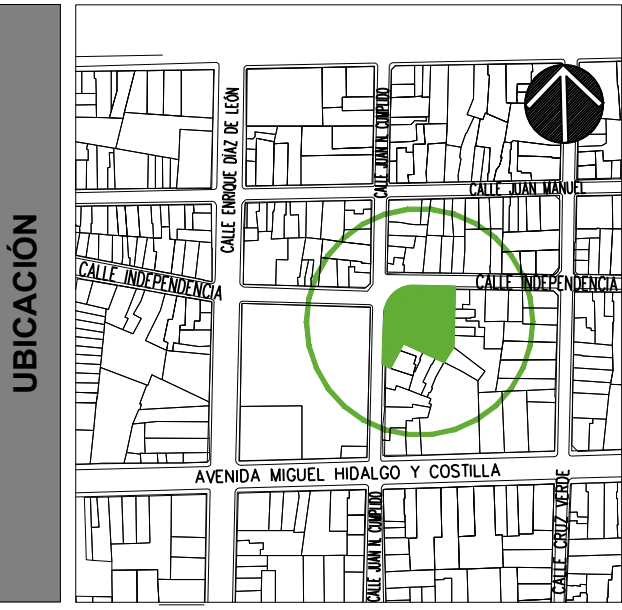 UBICACIÓN
CALLE ENRIQUE DÍAZ DE LEÓN
CALLE JUAN N. CUMPLIDO
CALLE JUAN MANUEL
CALLE INDEPENDENCIA
CALLE INDEPENDENCIA
AVENIDA MIGUEL HIDALGO Y COSTILLA
CALLE JUAN N. CUMPLIDO
CALLE CRUZ VERDE